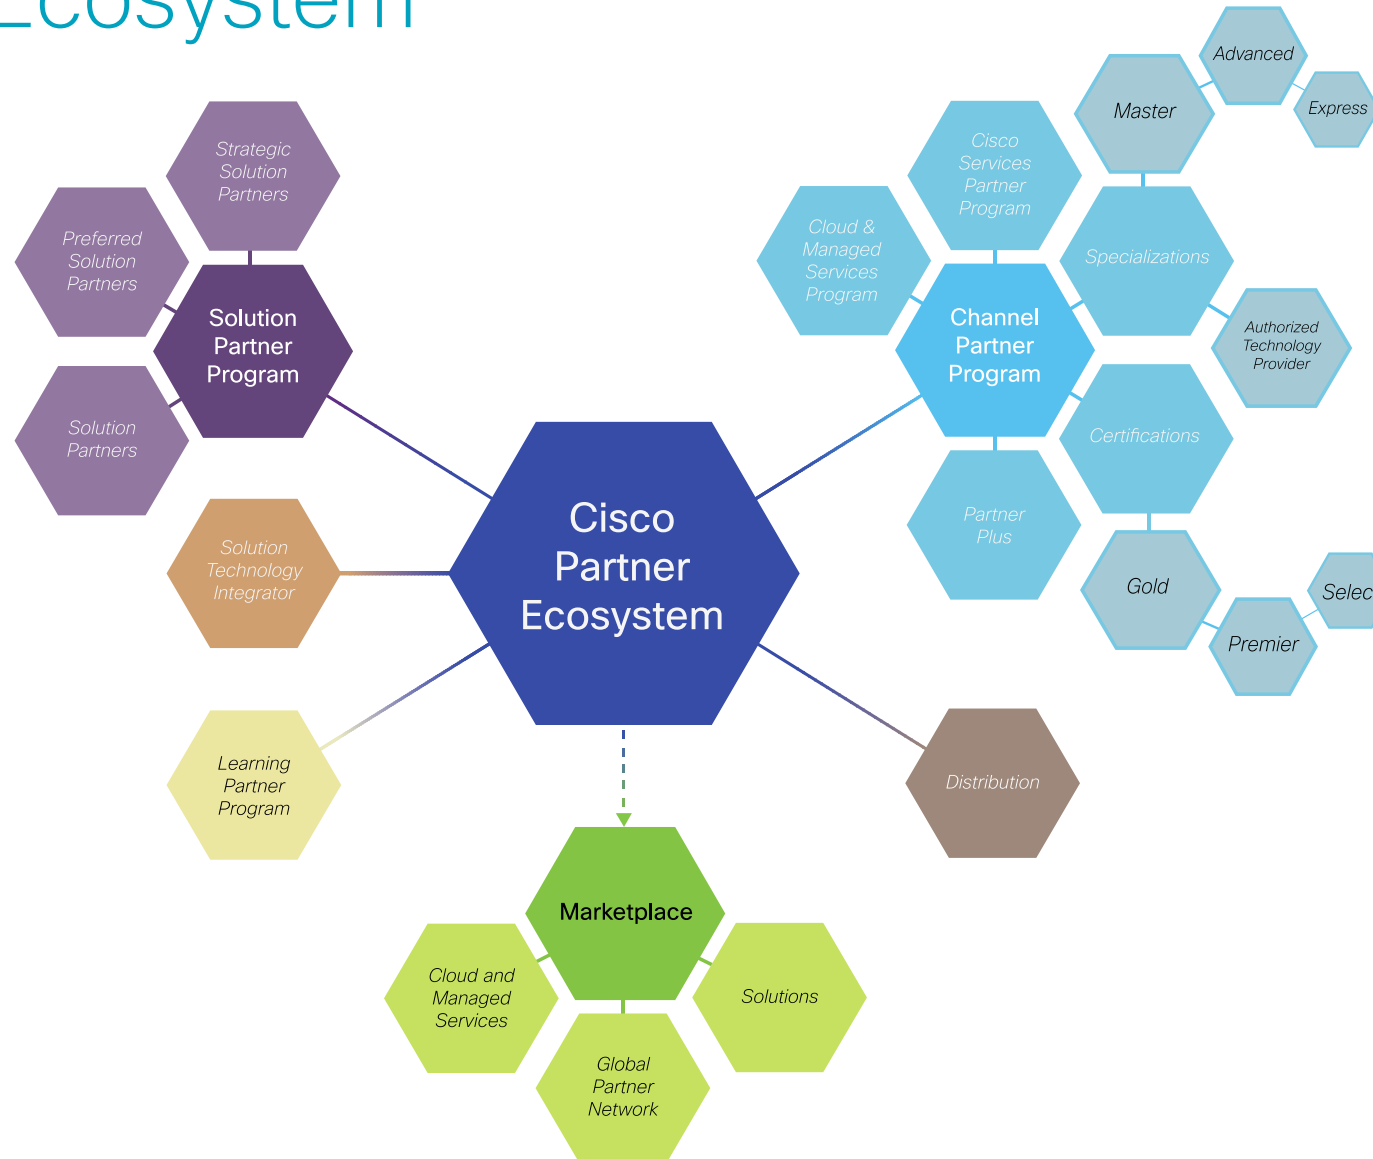 Ecosystem
Advanced
Express
Master
Strategic
Solution
Partners
Cisco
Services
Partner
Program
Preferred
Solution
Partners
Cloud &
Managed
Services
Program
Specializations
Solution
Partner
Program
Channel
Partner
Program
Authorized
Technology
Provider
Solution
Partners
Certifications
Cisco
Partner
Ecosystem
Partner
Plus
Solution
Technology
Integrator
Gold
Selec
Premier
Learning
Partner
Program
Distribution
Marketplace
Cloud and
Managed
Services
Solutions
Global
Partner
Network